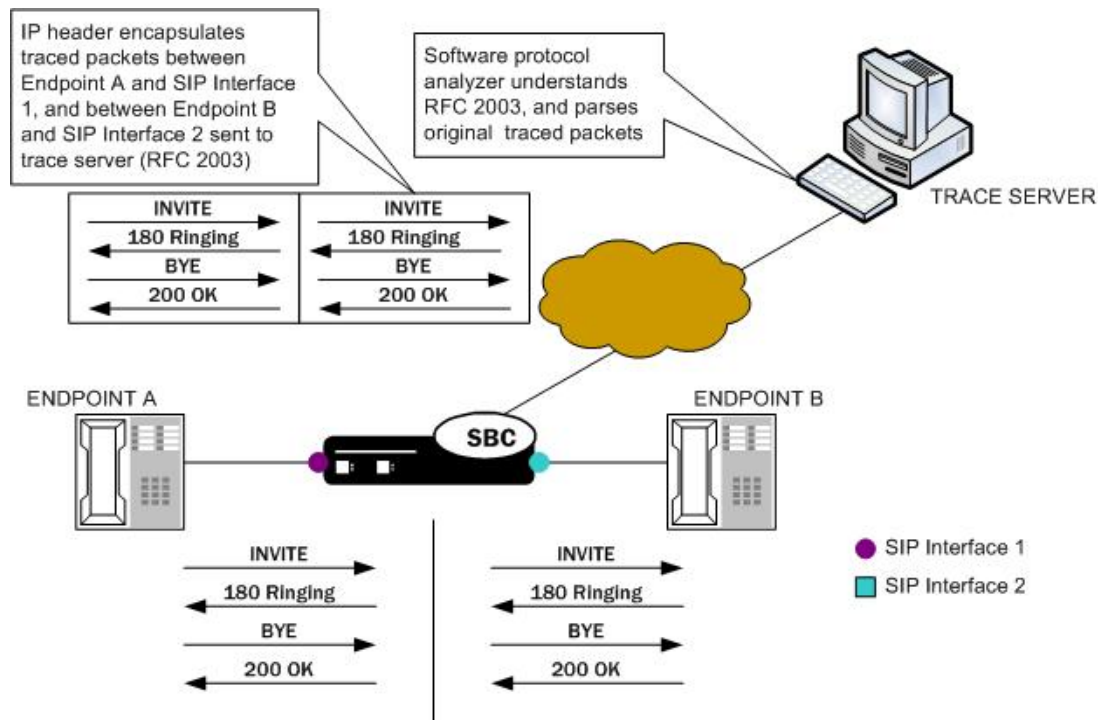 IP header encapsulates
traced packets between
Endpoint A and SIP Interface
1, and between Endpoint B
and SIP Interface 2 sent to
trace server (RFC 2003)
Software protocol
analyzer understands
RFC 2003, and parses
original traced packets
TRACE SERVER
INVITE
180 Ringing
BYE
200 OK
INVITE
180 Ringing
BYE
200 OK
ENDPOINT A
SBC
ENDPOINT B
INVITE
180 Ringing
BYE
200 OK
INVITE
180 Ringing
BYE
200 OK
SIP Interface 1
SIP Interface 2